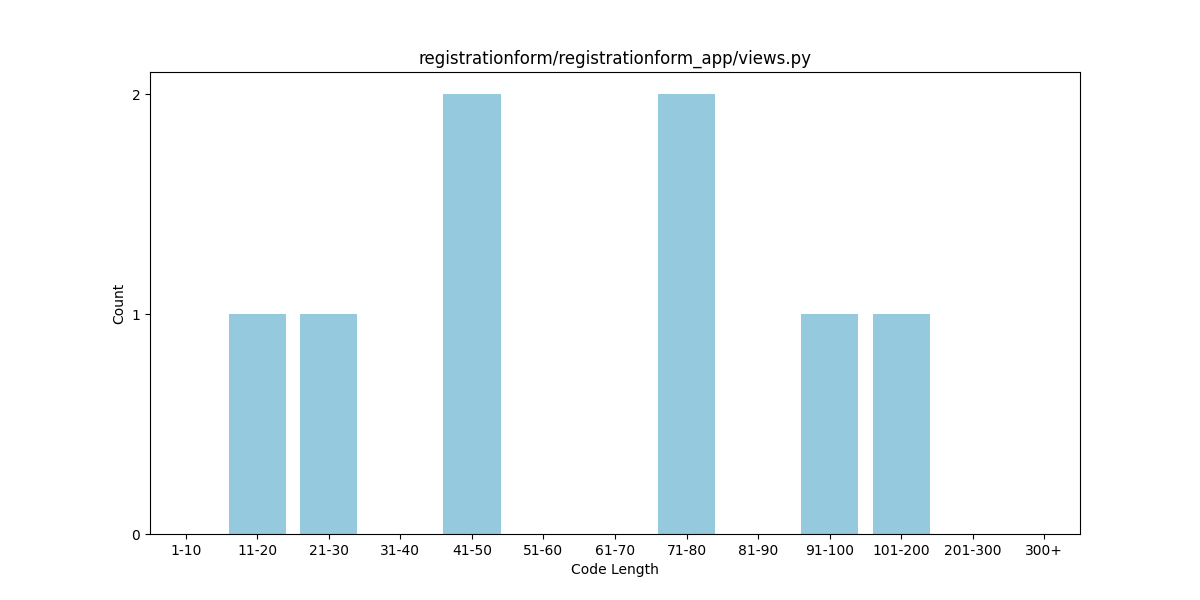 registrationform/registrationform_app/views.py
Count
2
1
0
1-10 11-20 21-30 31-40 41-50 51-60 61-70 71-80 81-90 91-100 101-200 201-300 300+
Code Length